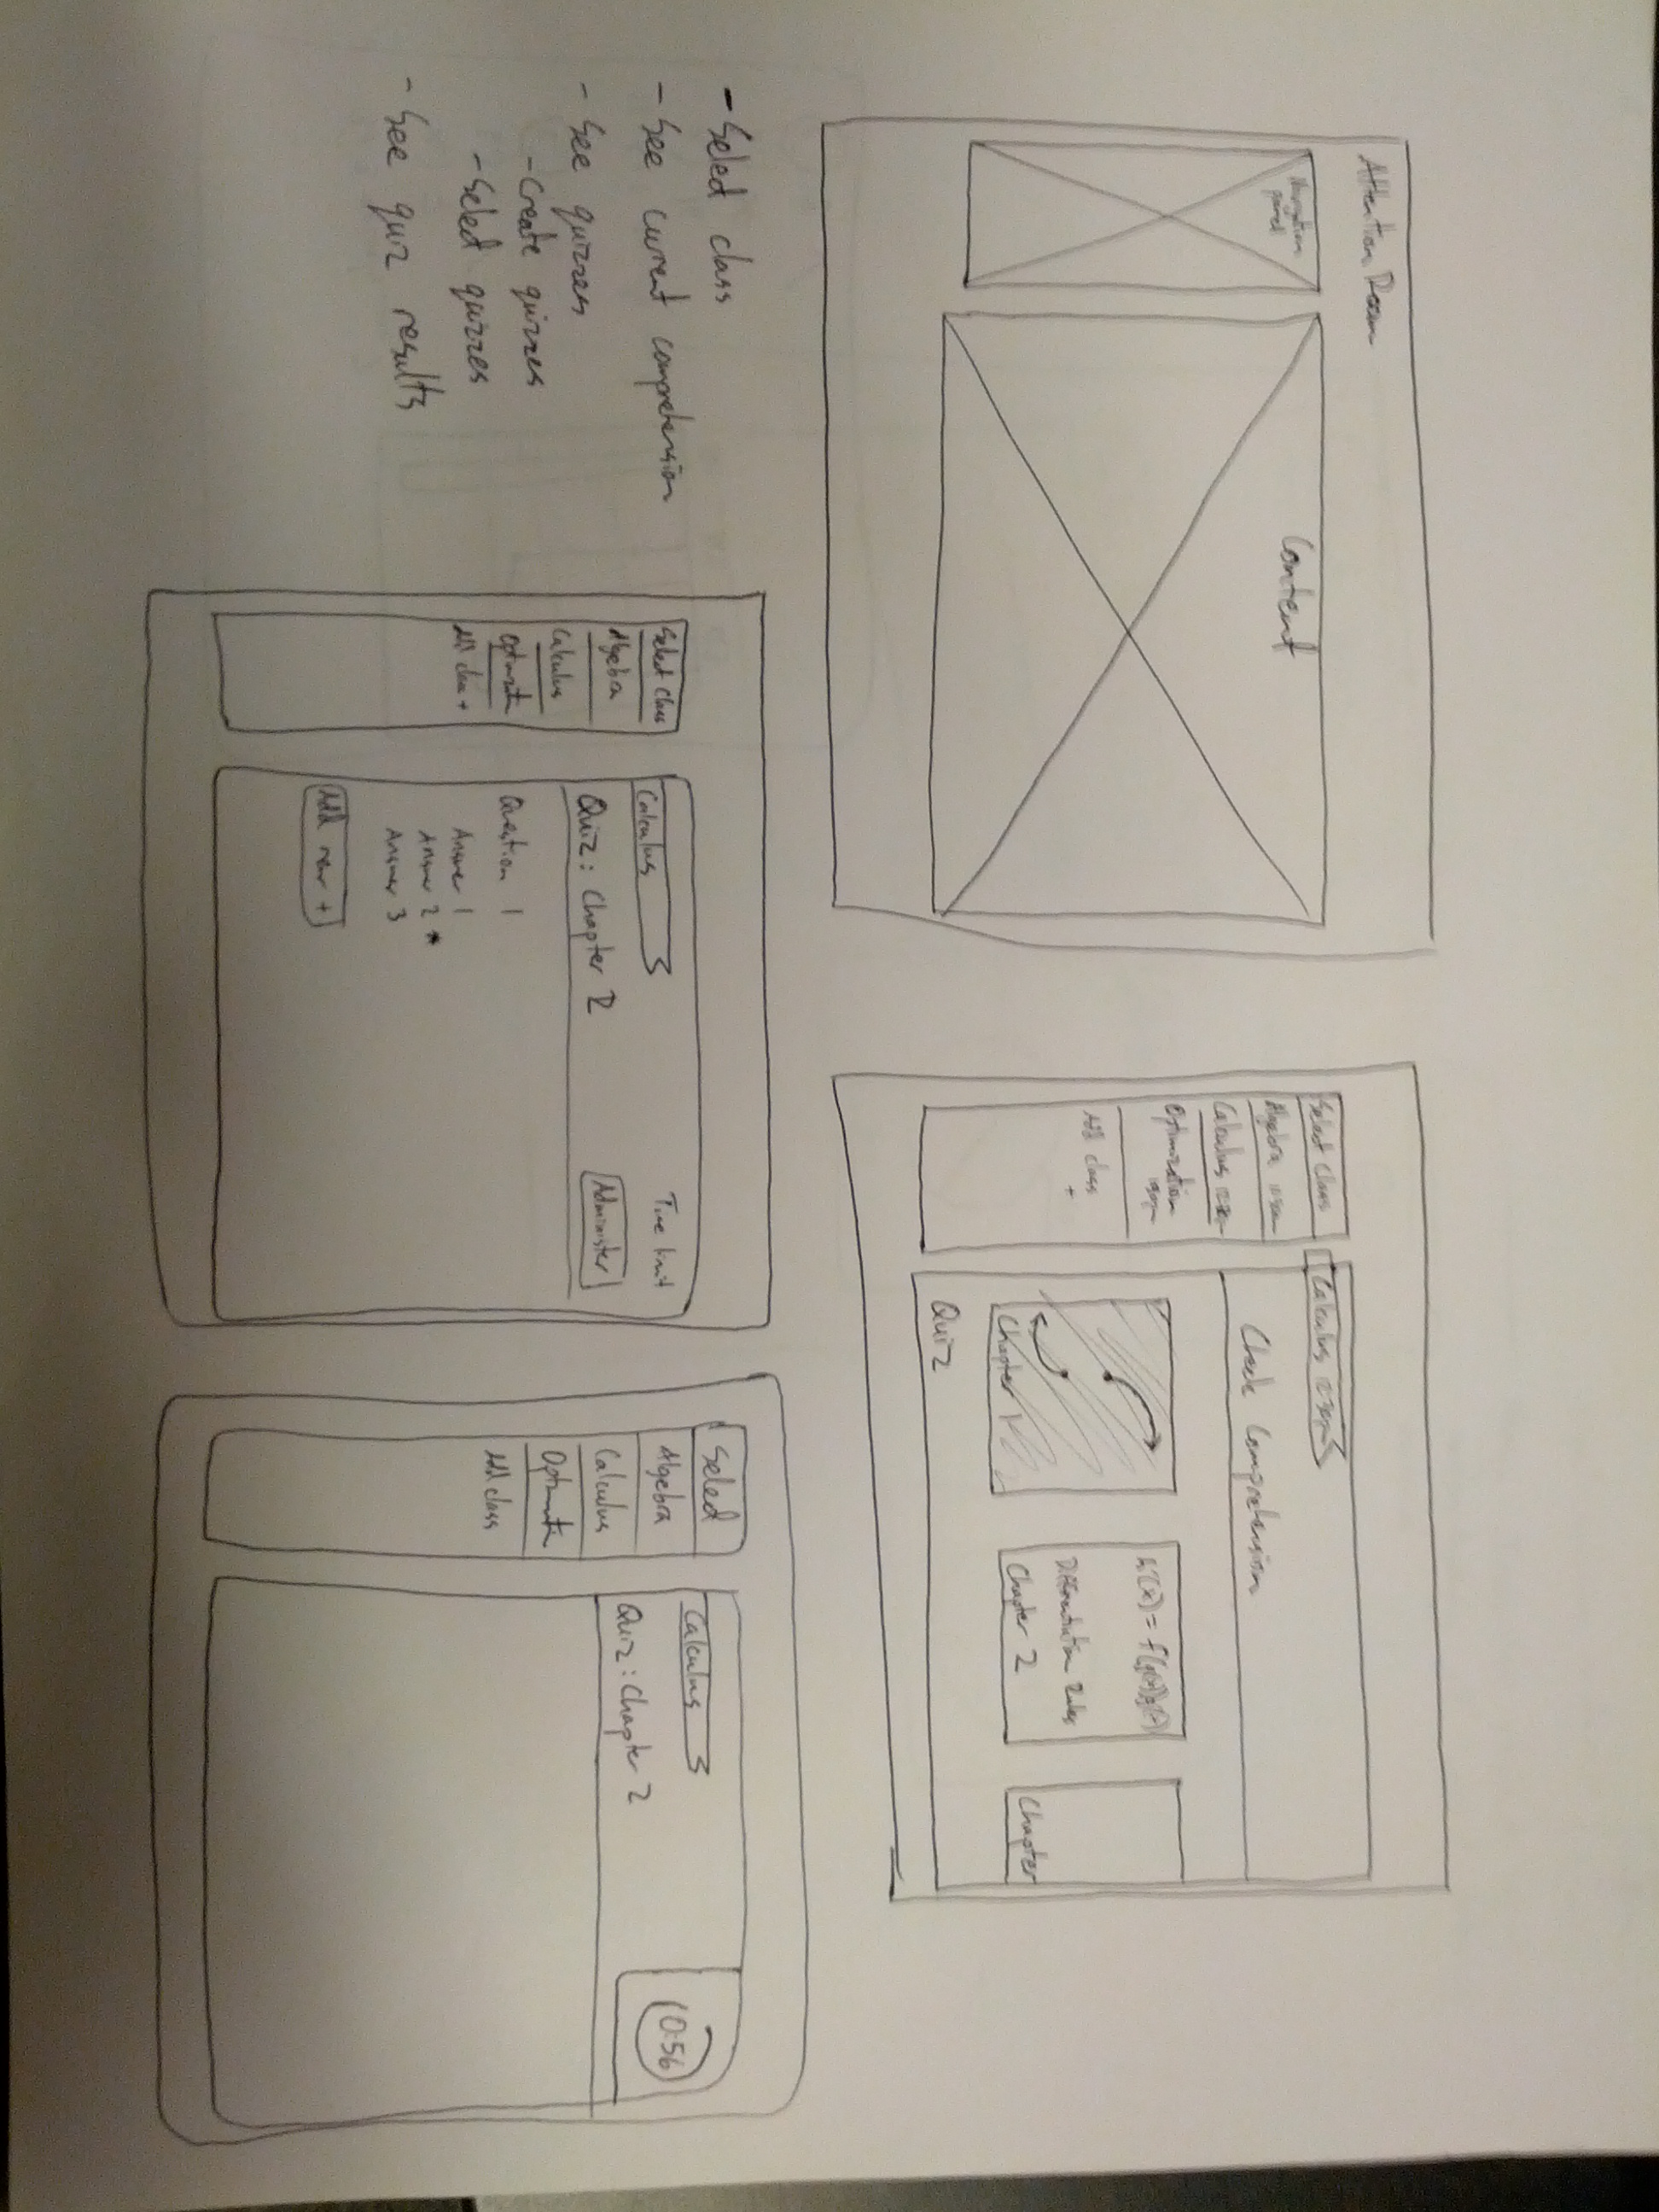 Attention Room
Navigation
panel
Content
Select class
Algebra
Calculus
Optimization
Add class
+
Calculus
Check Comprehension
Chapter 1
Differentiation Rules
Chapter 2
Chapter
Quiz
- Select class
- See current comprehension
- See quizzes
- Create quizzes
- Select quizzes
- See quiz results
Select class
Algebra
Calculus
Add class +
Calculus
Time limit
Quiz: Chapter 2
Administer
Question 1
Answer 1
Answer 2 *
Answer 3
Add new +
Select
Algebra
Calculus
Add class
Calculus
Quiz: Chapter 2
10:56